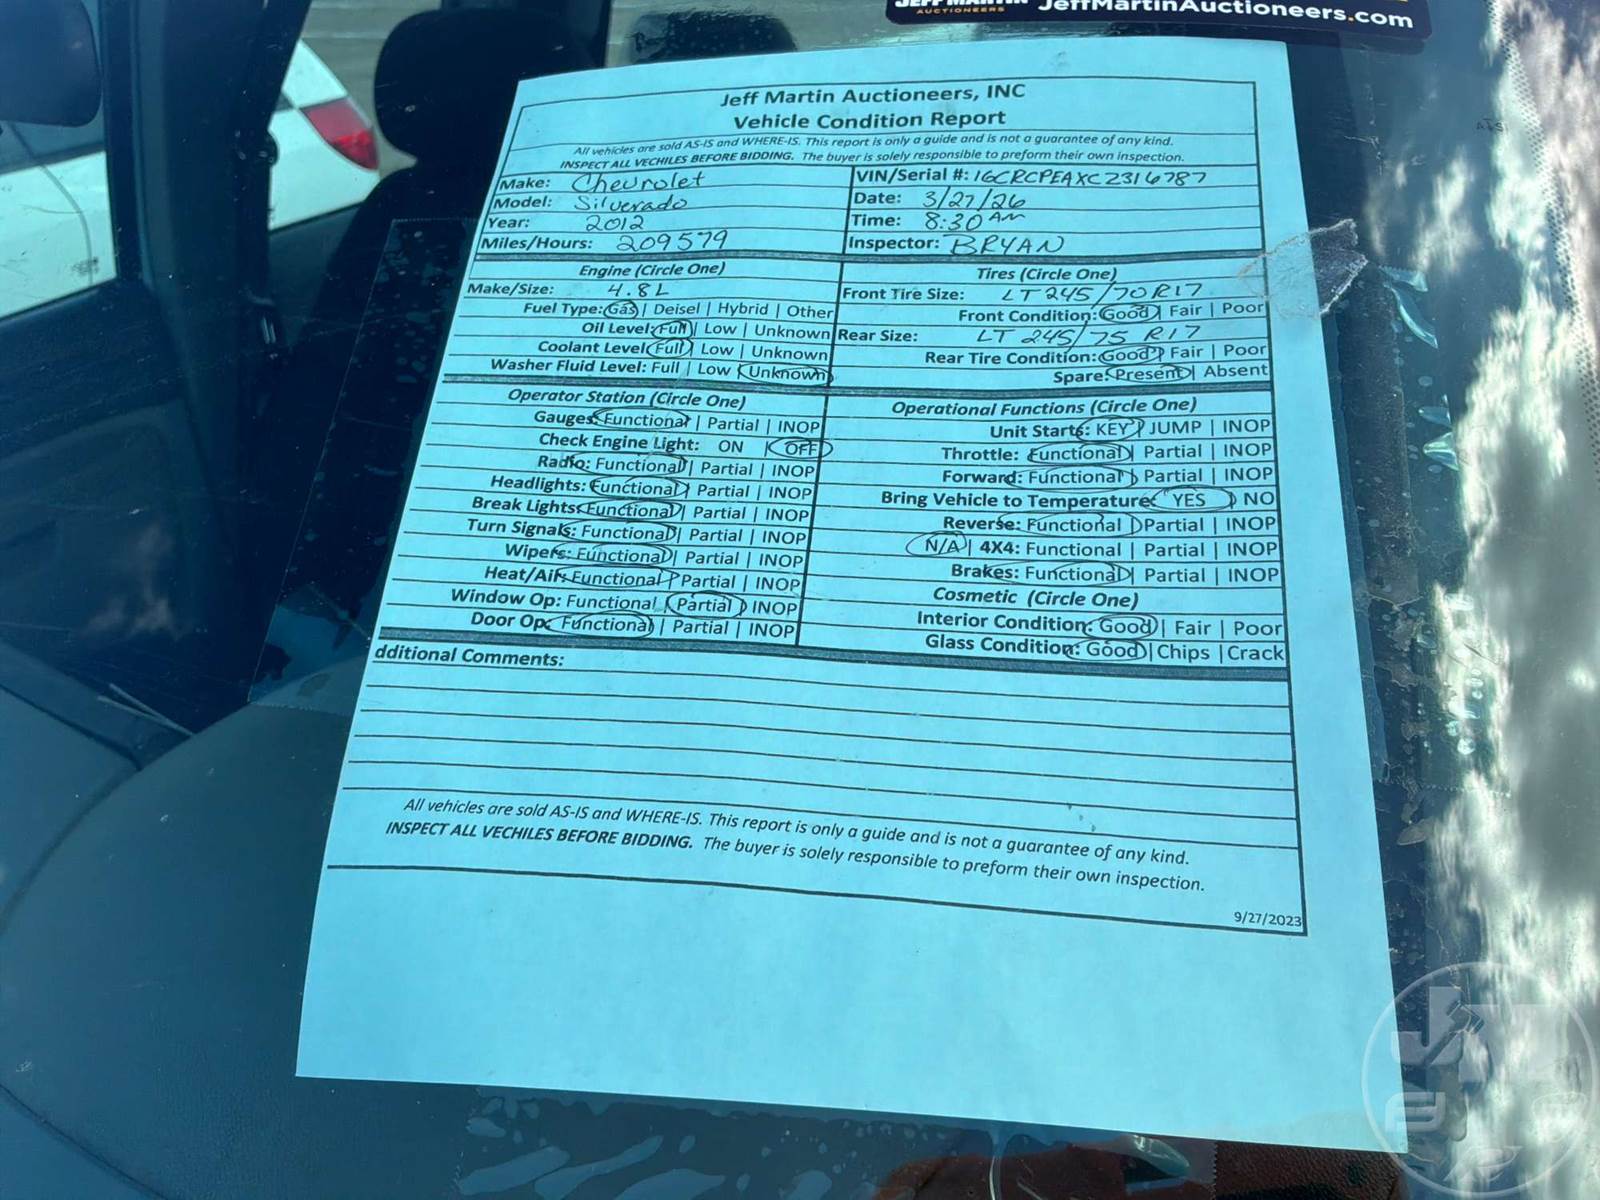 JEFF MARTIN
AUCTIONEERS
JeffMartinAuctioneers.com
Jeff Martin Auctioneers, INC
Vehicle Condition Report
All vehicles are sold AS-IS and WHERE-IS. This report is only a guide and is not a guarantee of any kind.
INSPECT ALL VECHILES BEFORE BIDDING. The buyer is solely responsible to preform their own inspection.
Make: Chevrolet
Model: Silverado
Year: 2012
Miles/Hours: 209579
VIN/Serial #: 1GCRCPEAXCZ316787
Date: 3/27/26
Time: 8:30 AM
Inspector: BRYAN
Engine (Circle One)
Make/Size: 4.8L
Fuel Type: Gas | Deisel | Hybrid | Other
Oil Level: Full | Low | Unknown
Coolant Level: Full | Low | Unknown
Washer Fluid Level: Full | Low | Unknown
Tires (Circle One)
Front Tire Size: LT 245/70R17
Front Condition: Good | Fair | Poor
Rear Size: LT 245/75 R17
Rear Tire Condition: Good | Fair | Poor
Spare: Present | Absent
Operator Station (Circle One)
Gauges: Functional | Partial | INOP
Check Engine Light: ON | OFF
Radio: Functional | Partial | INOP
Headlights: Functional | Partial | INOP
Break Lights: Functional | Partial | INOP
Turn Signals: Functional | Partial | INOP
Wipers: Functional | Partial | INOP
Heat/Air: Functional | Partial | INOP
Window Op: Functional | Partial | INOP
Door Op: Functional | Partial | INOP
Operational Functions (Circle One)
Unit Starts: KEY | JUMP | INOP
Throttle: Functional | Partial | INOP
Forward: Functional | Partial | INOP
Bring Vehicle to Temperature: YES | NO
Reverse: Functional | Partial | INOP
N/A | 4X4: Functional | Partial | INOP
Brakes: Functional | Partial | INOP
Cosmetic (Circle One)
Interior Condition: Good | Fair | Poor
Glass Condition: Good | Chips | Crack
dditional Comments:
All vehicles are sold AS-IS and WHERE-IS. This report is only a guide and is not a guarantee of any kind.
INSPECT ALL VECHILES BEFORE BIDDING. The buyer is solely responsible to preform their own inspection.
9/27/2023